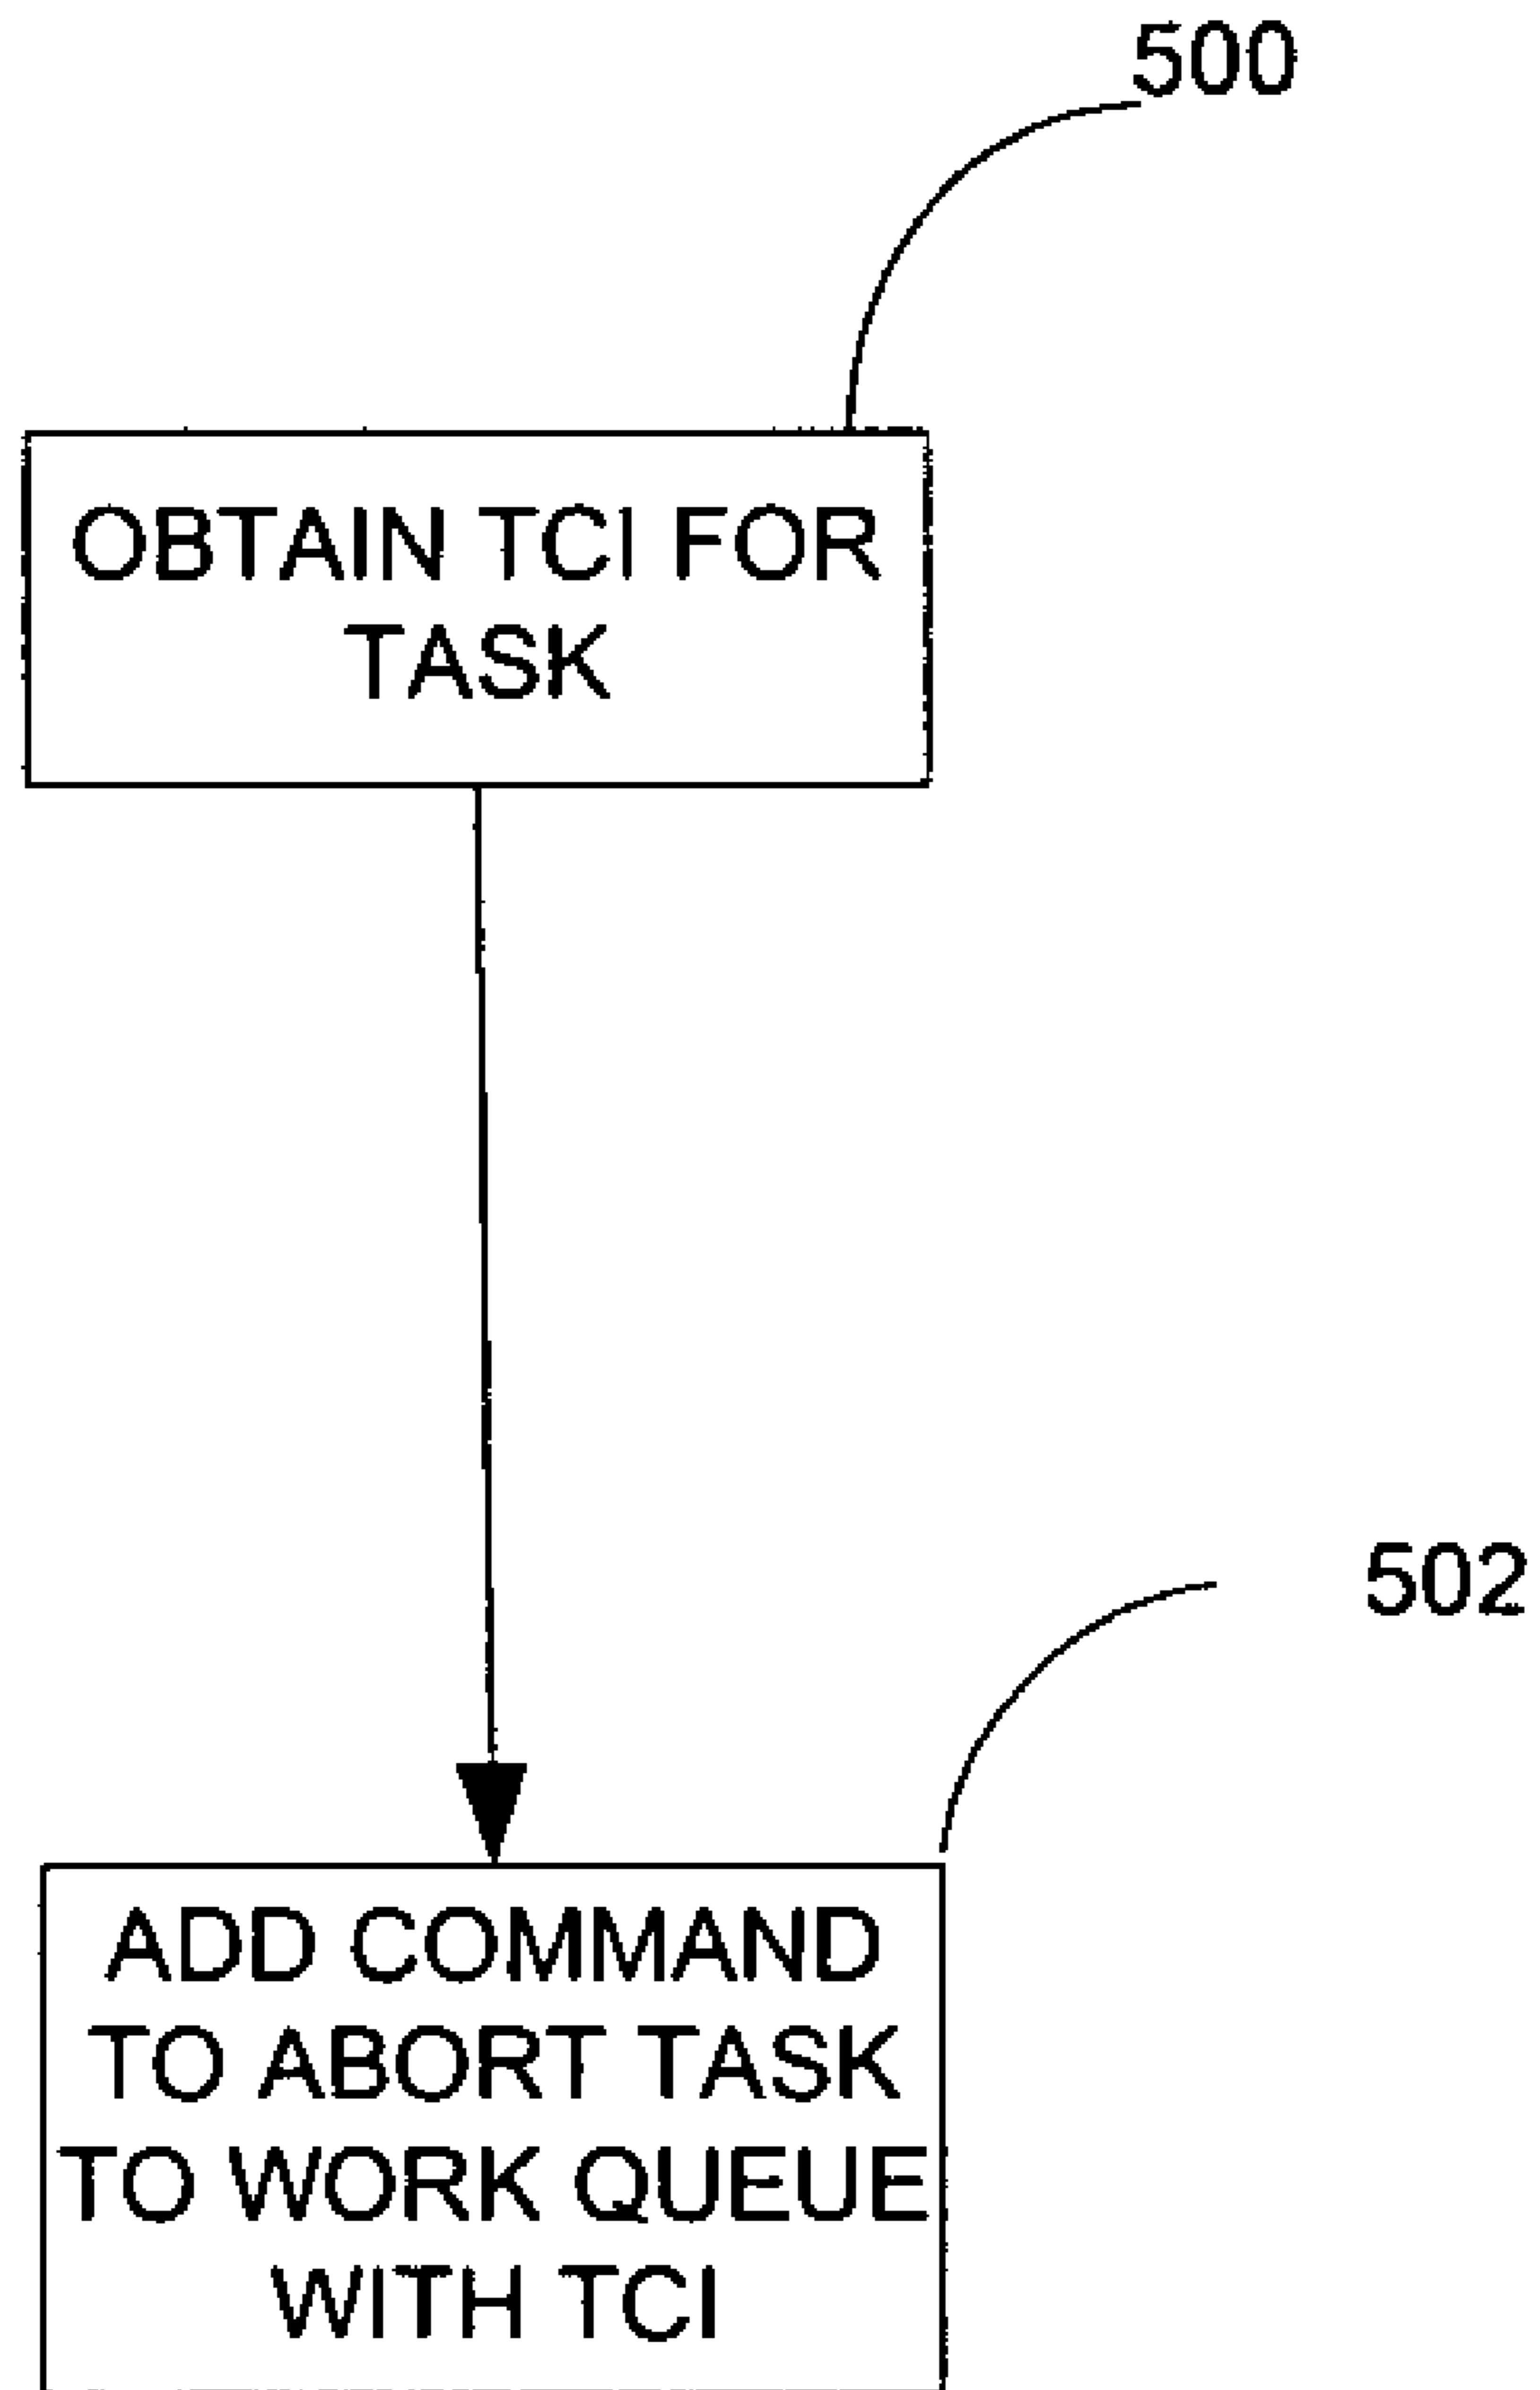 500
OBTAIN TCI FOR
TASK
502
ADD COMMAND
TO ABORT TASK
TO WORK QUEUE
WITH TCI